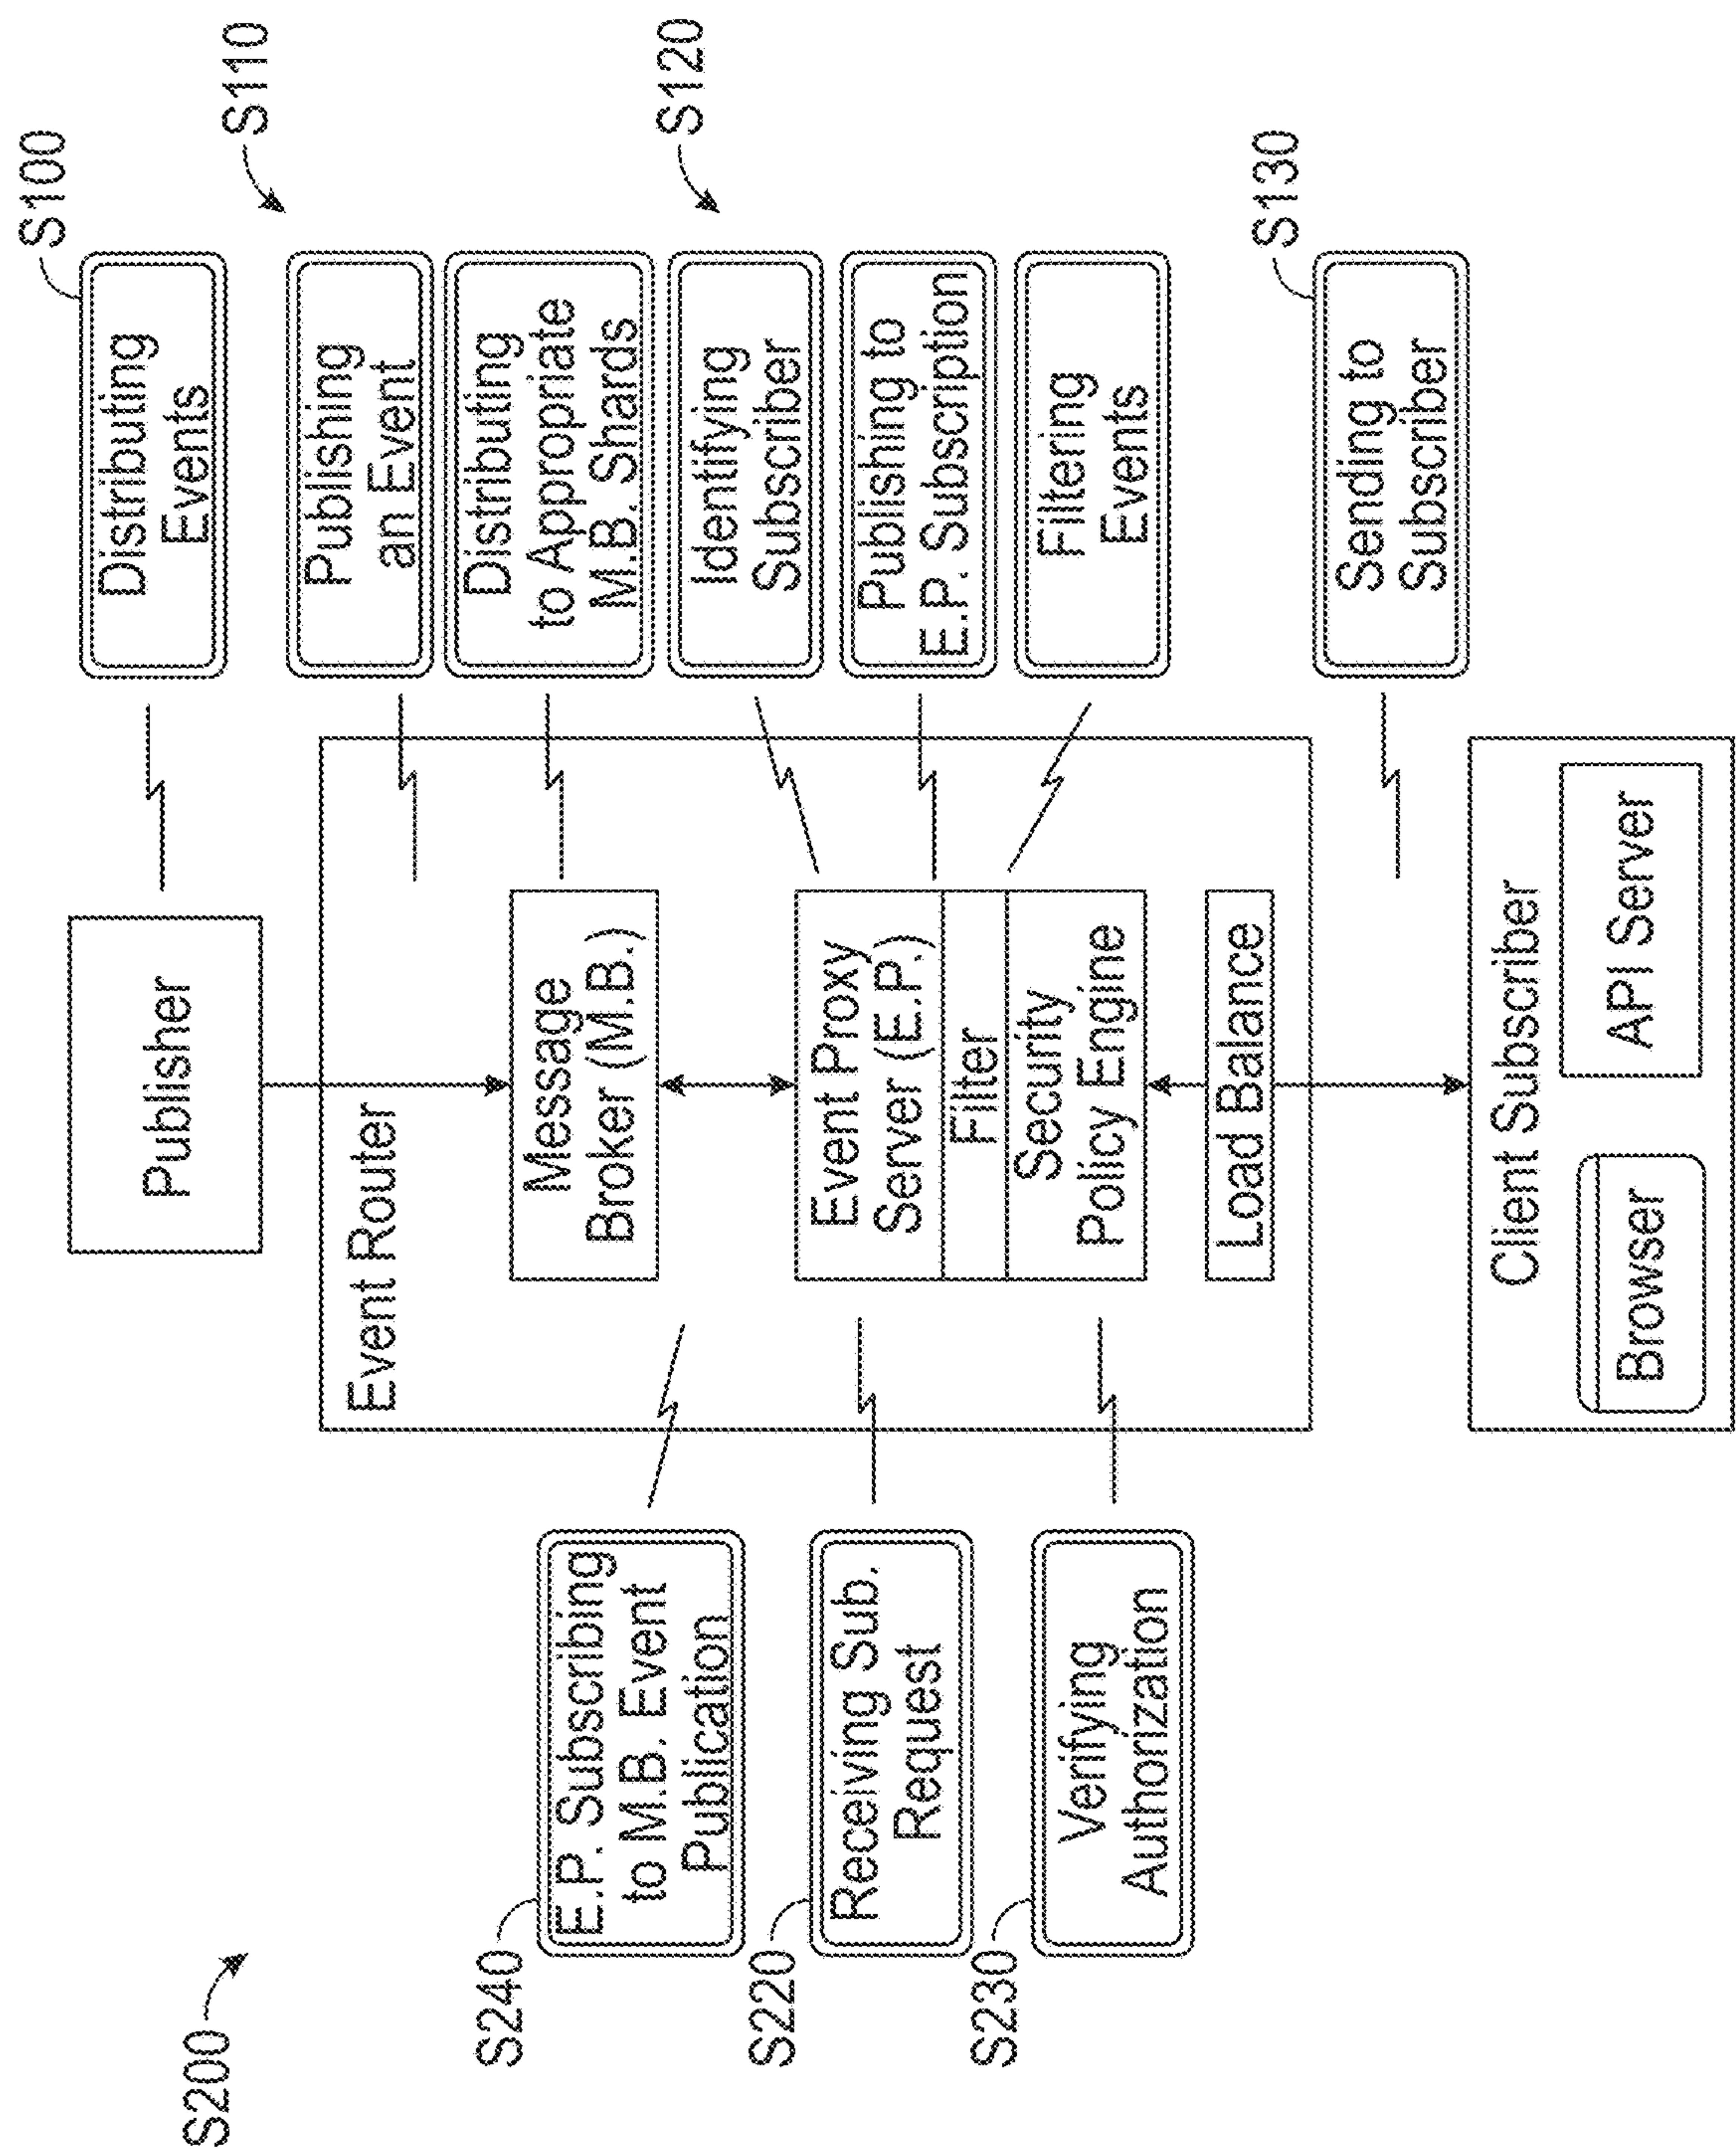 S100
Distributing
Events
S110
Publishing
an Event
Distributing
to Appropriate
M.B. Shards
S120
Identifying
Subscriber
Publishing to
E.P. Subscription
Filtering
Events
S130
Sending to
Subscriber
Publisher
Event Router
Message
Broker (M.B.)
Event Proxy
Server (E.P.)
Filter
Security
Policy Engine
Load Balance
Client Subscriber
Browser
API Server
S200
S240
E.P. Subscribing
to M.B. Event
Publication
S220
Receiving Sub.
Request
S230
Verifying
Authorization